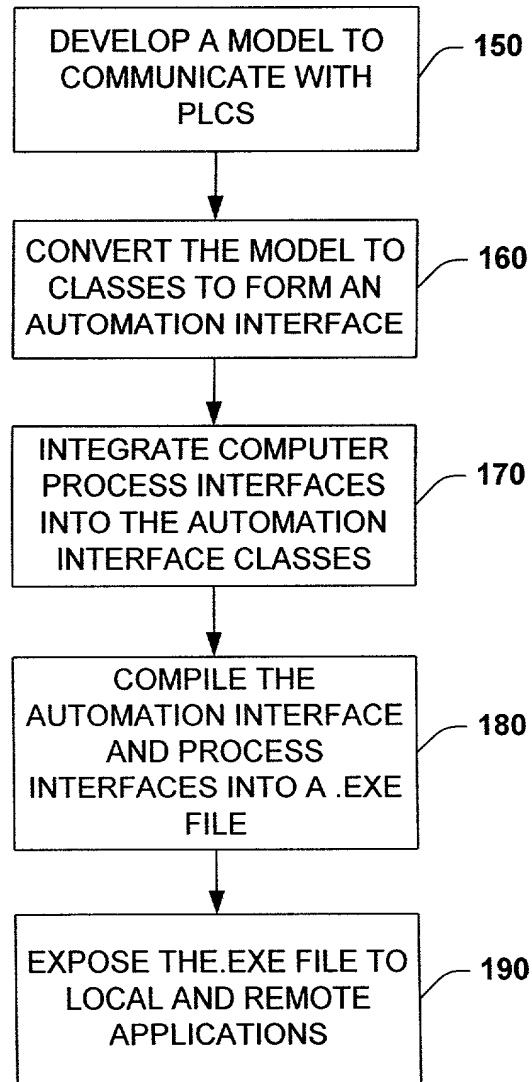 DEVELOP A MODEL TO
COMMUNICATE WITH
PLCS
150
CONVERT THE MODEL TO
CLASSES TO FORM AN
AUTOMATION INTERFACE
160
INTEGRATE COMPUTER
PROCESS INTERFACES
INTO THE AUTOMATION
INTERFACE CLASSES
170
COMPILE THE
AUTOMATION INTERFACE
AND PROCESS
INTERFACES INTO A .EXE
FILE
180
EXPOSE THE.EXE FILE TO
LOCAL AND REMOTE
APPLICATIONS
190